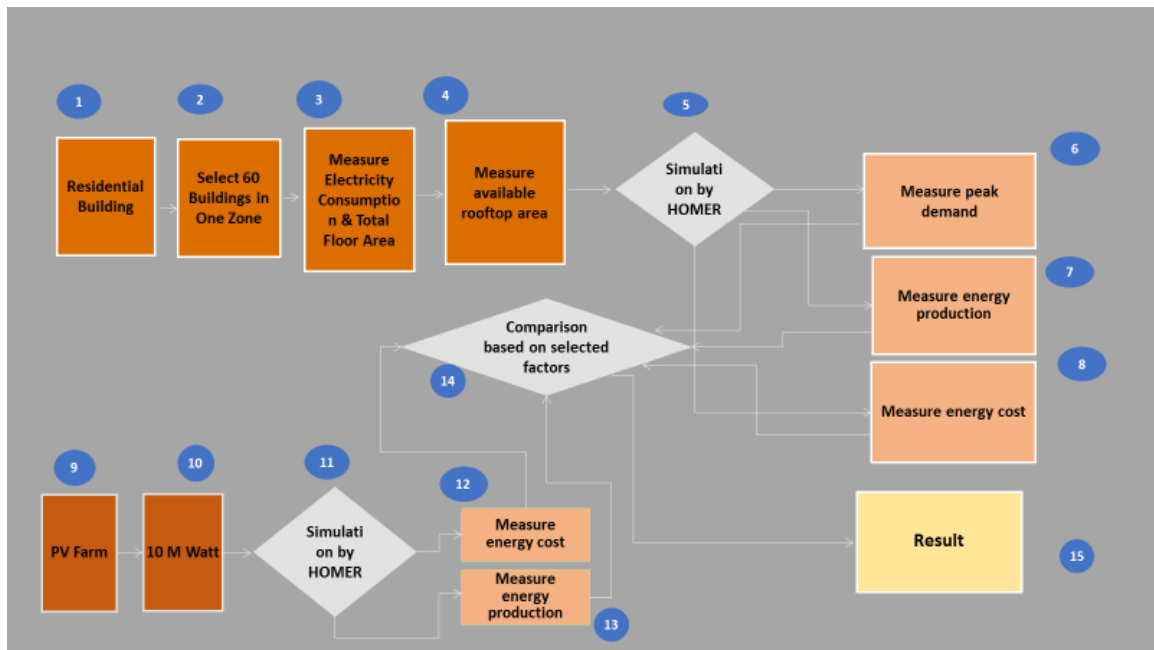 1
Residential
Building
2
Select 60
Buildings in
One Zone
3
Measure
Electricity
Consumptio
n & Total
Floor Area
4
Measure
available
rooftop area
5
Simulati
on by
HOMER
6
Measure peak
demand
7
Measure energy
production
8
Measure energy cost
Comparison
based on selected
factors
14
9
PV Farm
10
10 M Watt
11
Simulati
on by
HOMER
12
Measure
energy cost
Measure
energy
production
13
Result
15